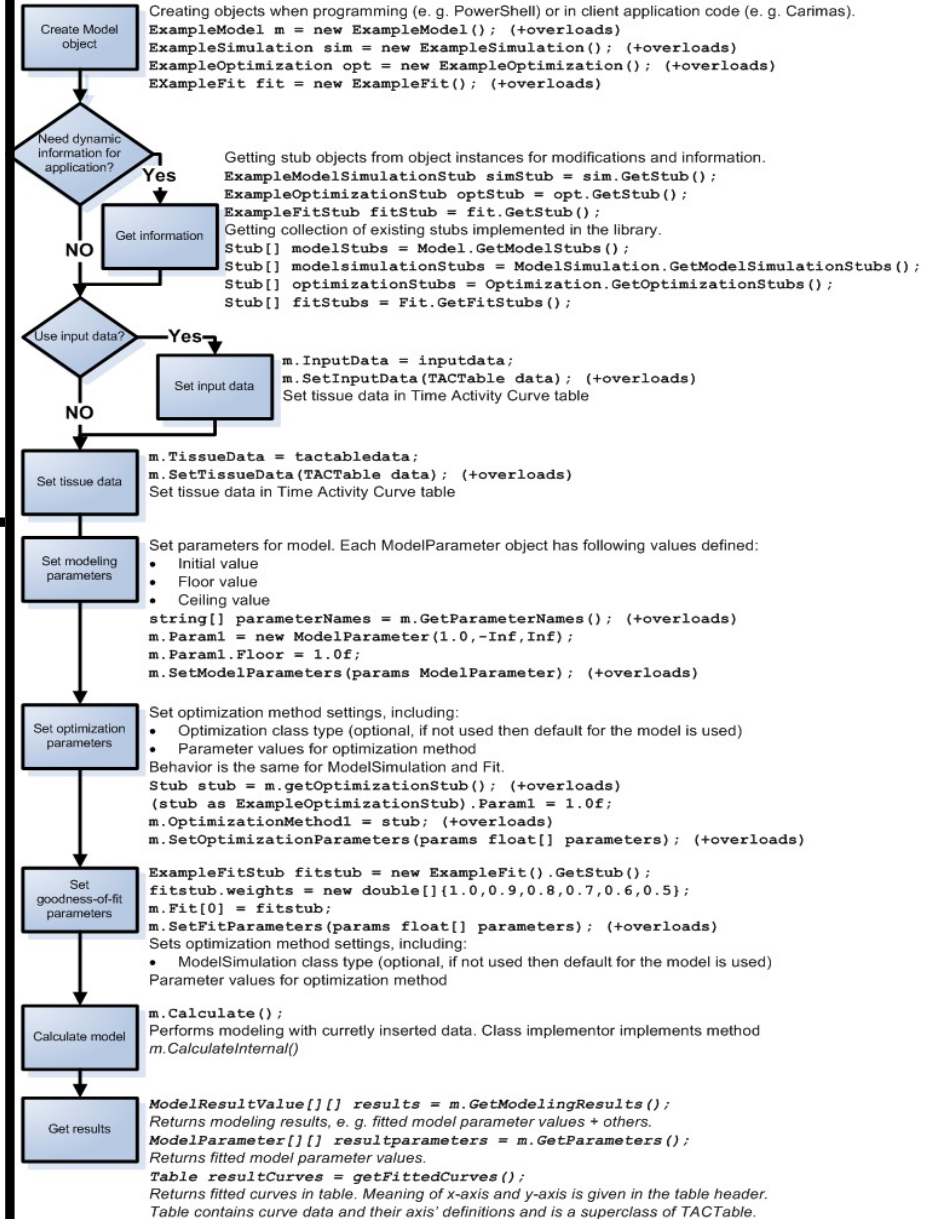 Creating objects when programming (e. g. PowerShell) or in client application code (e. g. Carimas).
Create Model
object
ExampleModel m = new ExampleModel(); (+overloads)
ExampleSimulation sim = new ExampleSimulation(); (+overloads)
ExampleOptimization opt = new ExampleOptimization(); (+overloads)
EXampleFit fit = new ExampleFit(); (+overloads)
Need dynamic
information for
application?
Yes
NO
Getting stub objects from object instances for modifications and information.
ExampleModelSimulationStub simStub = sim.GetStub();
ExampleOptimizationStub optStub = opt.GetStub();
ExampleFitStub fitStub = fit.GetStub();
Get information
Getting collection of existing stubs implemented in the library.
Stub[] modelStubs = Model.GetModelStubs();
Stub[] modelsimulationStubs = ModelSimulation.GetModelSimulationStubs();
Stub[] optimizationStubs = Optimization.GetOptimizationStubs();
Stub[] fitStubs = Fit.GetFitStubs();
Use input data?
Yes
NO
Set input data
m.InputData = inputdata;
m.SetInputData(TACTable data); (+overloads)
Set tissue data in Time Activity Curve table
Set tissue data
m.TissueData = tactabledata;
m.SetTissueData(TACTable data); (+overloads)
Set tissue data in Time Activity Curve table
Set modeling
parameters
Set parameters for model. Each ModelParameter object has following values defined:
• Initial value
• Floor value
• Ceiling value
string[] parameterNames = m.GetParameterNames(); (+overloads)
m.Param1 = new ModelParameter(1.0,-Inf,Inf);
m.Param1.Floor = 1.0f;
m.SetModelParameters(params ModelParameter); (+overloads)
Set optimization
parameters
Set optimization method settings, including:
• Optimization class type (optional, if not used then default for the model is used)
• Parameter values for optimization method
Behavior is the same for ModelSimulation and Fit.
Stub stub = m.getOptimizationStub(); (+overloads)
(stub as ExampleOptimizationStub).Param1 = 1.0f;
m.OptimizationMethod1 = stub; (+overloads)
m.SetOptimizationParameters(params float[] parameters); (+overloads)
Set
goodness-of-fit
parameters
ExampleFitStub fitstub = new ExampleFit().GetStub();
fitstub.weights = new double[]{1.0,0.9,0.8,0.7,0.6,0.5};
m.Fit[0] = fitstub;
m.SetFitParameters(params float[] parameters); (+overloads)
Sets optimization method settings, including:
• ModelSimulation class type (optional, if not used then default for the model is used)
Parameter values for optimization method
Calculate model
m.Calculate();
Performs modeling with curretly inserted data. Class implementor implements method
m.CalculateInternal()
Get results
ModelResultValue[][] results = m.GetModelingResults();
Returns modeling results, e. g. fitted model parameter values + others.
ModelParameter[][] resultparameters = m.GetParameters();
Returns fitted model parameter values.
Table resultCurves = getFittedCurves();
Returns fitted curves in table. Meaning of x-axis and y-axis is given in the table header.
Table contains curve data and their axis' definitions and is a superclass of TACTable.